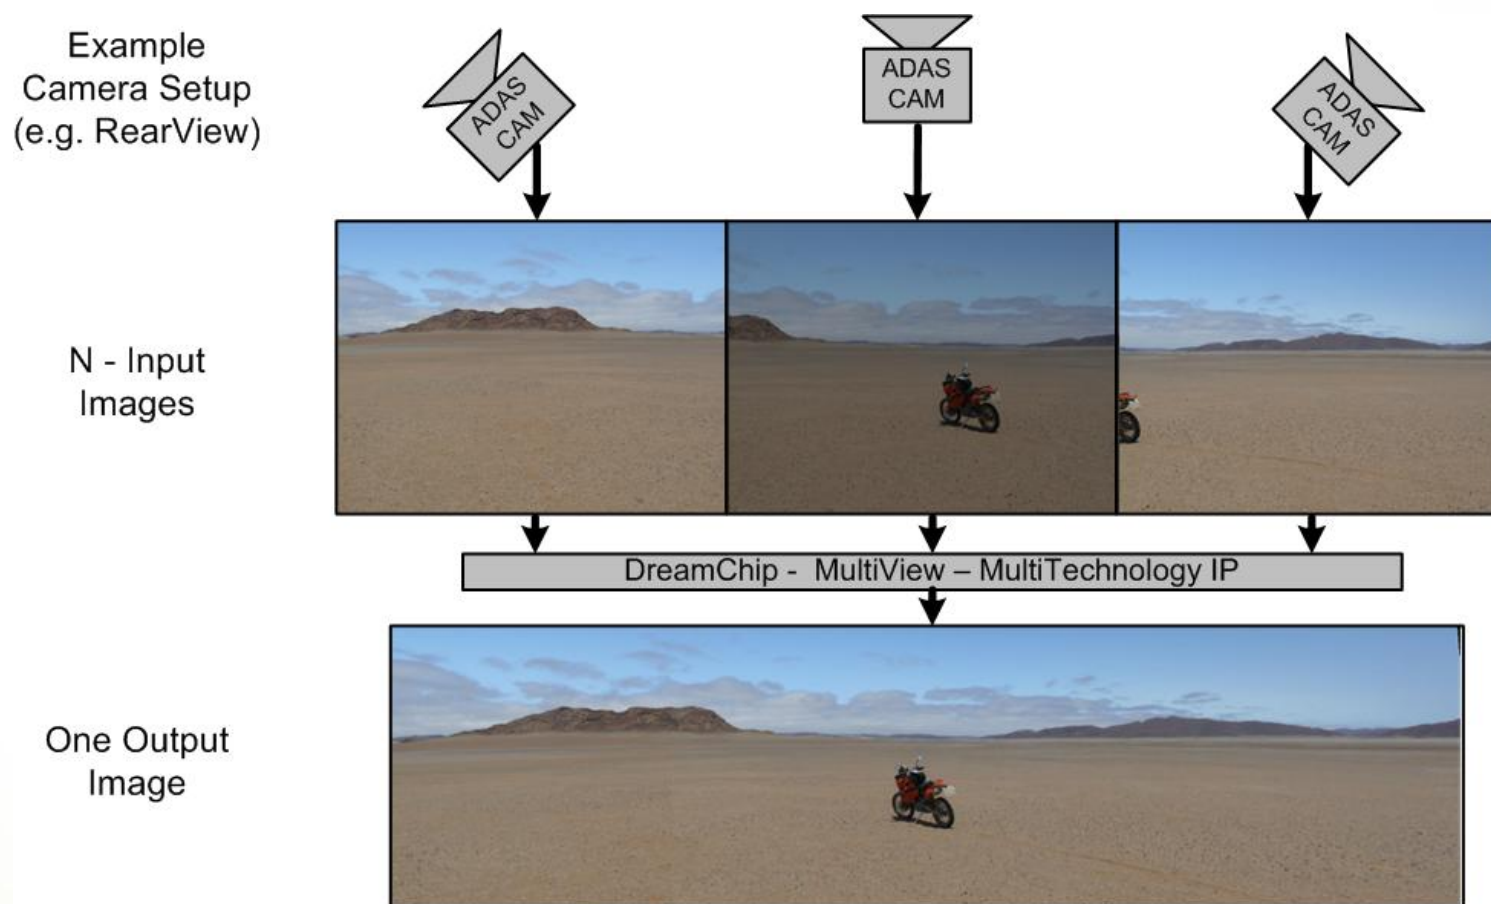 Example
Camera Setup
(e.g. RearView)
ADAS
CAM
ADAS
CAM
ADAS
CAM
N - Input
Images
DreamChip - MultiView – MultiTechnology IP
One Output
Image